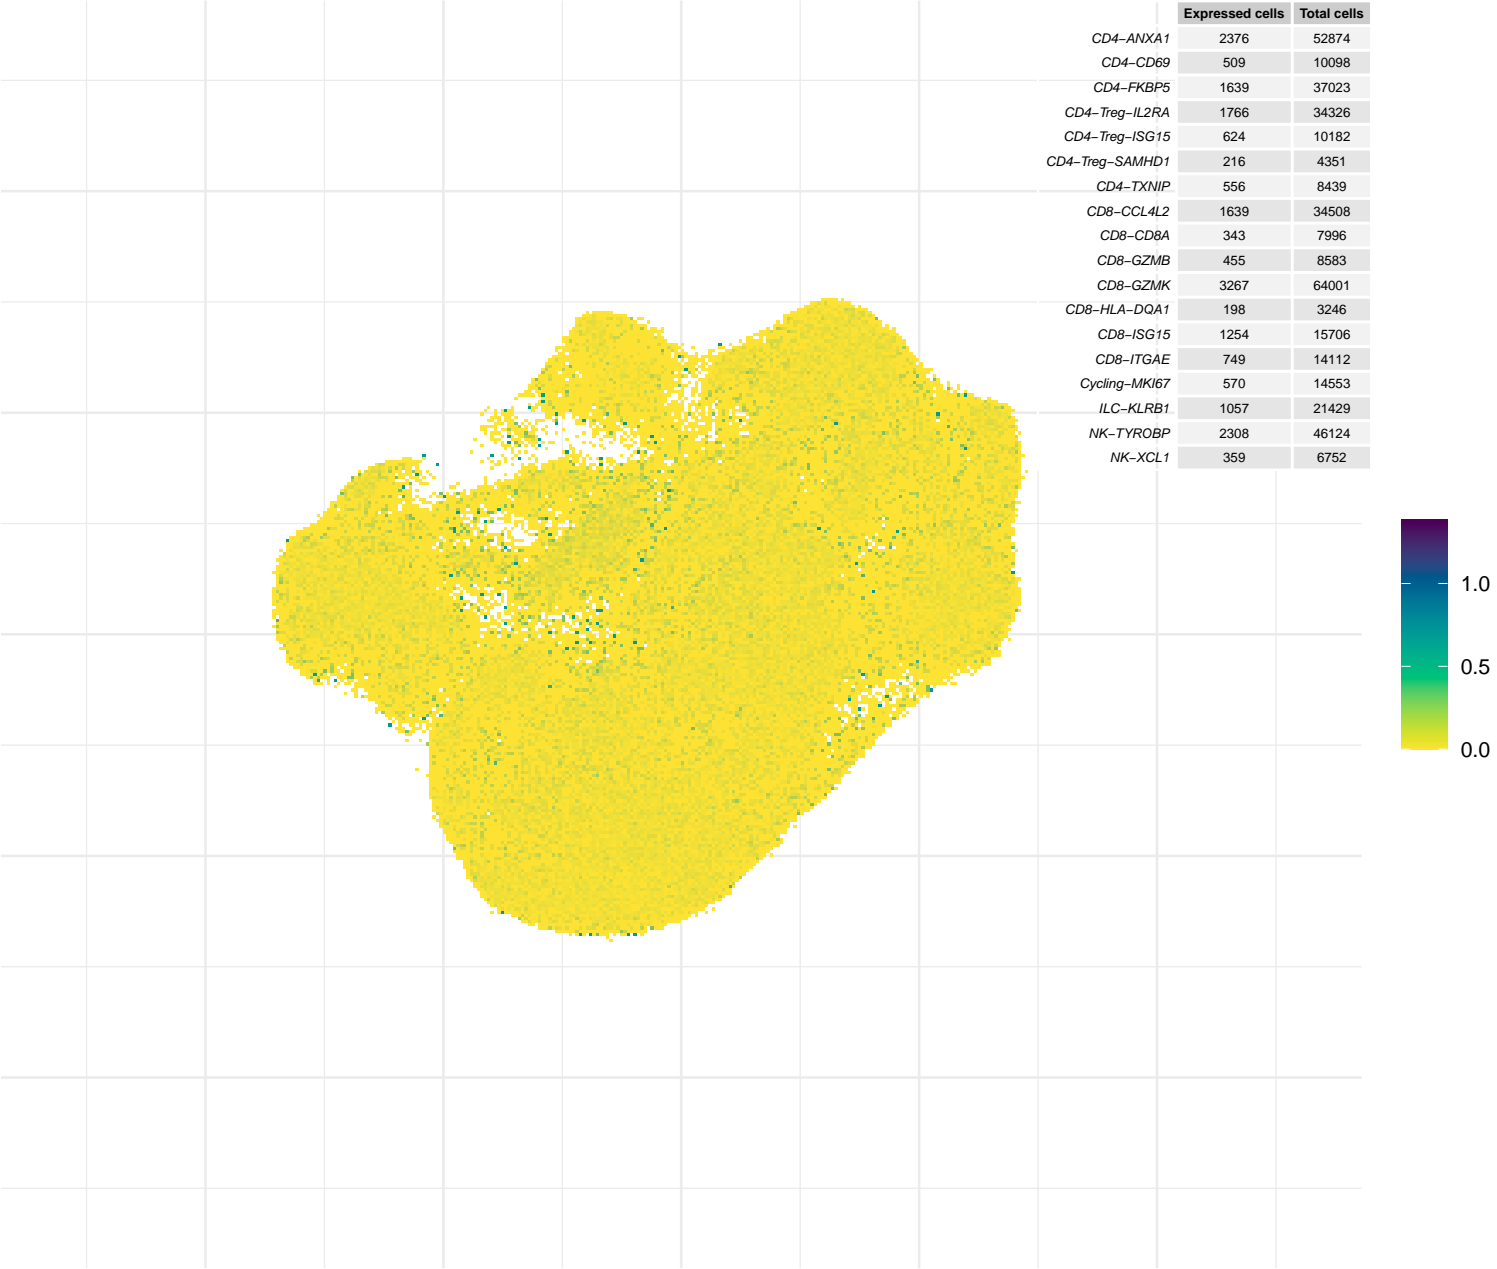 Expressed cells Total cells
CD4−ANXA1 2376 52874
CD4−CD69 509 10098
CD4−FKBP5 1639 37023
CD4−Treg−IL2RA 1766 34326
CD4−Treg−ISG15 624 10182
CD4−Treg−SAMHD1 216 4351
CD4−TXNIP 556 8439
CD8−CCL4L2 1639 34508
CD8−CD8A 343 7996
CD8−GZMB 455 8583
CD8−GZMK 3267 64001
CD8−HLA−DQA1 198 3246
CD8−ISG15 1254 15706
CD8−ITGAE 749 14112
Cycling−MKI67 570 14553
ILC−KLRB1 1057 21429
NK−TYROBP 2308 46124
NK−XCL1 359 6752
1.0
0.5
0.0